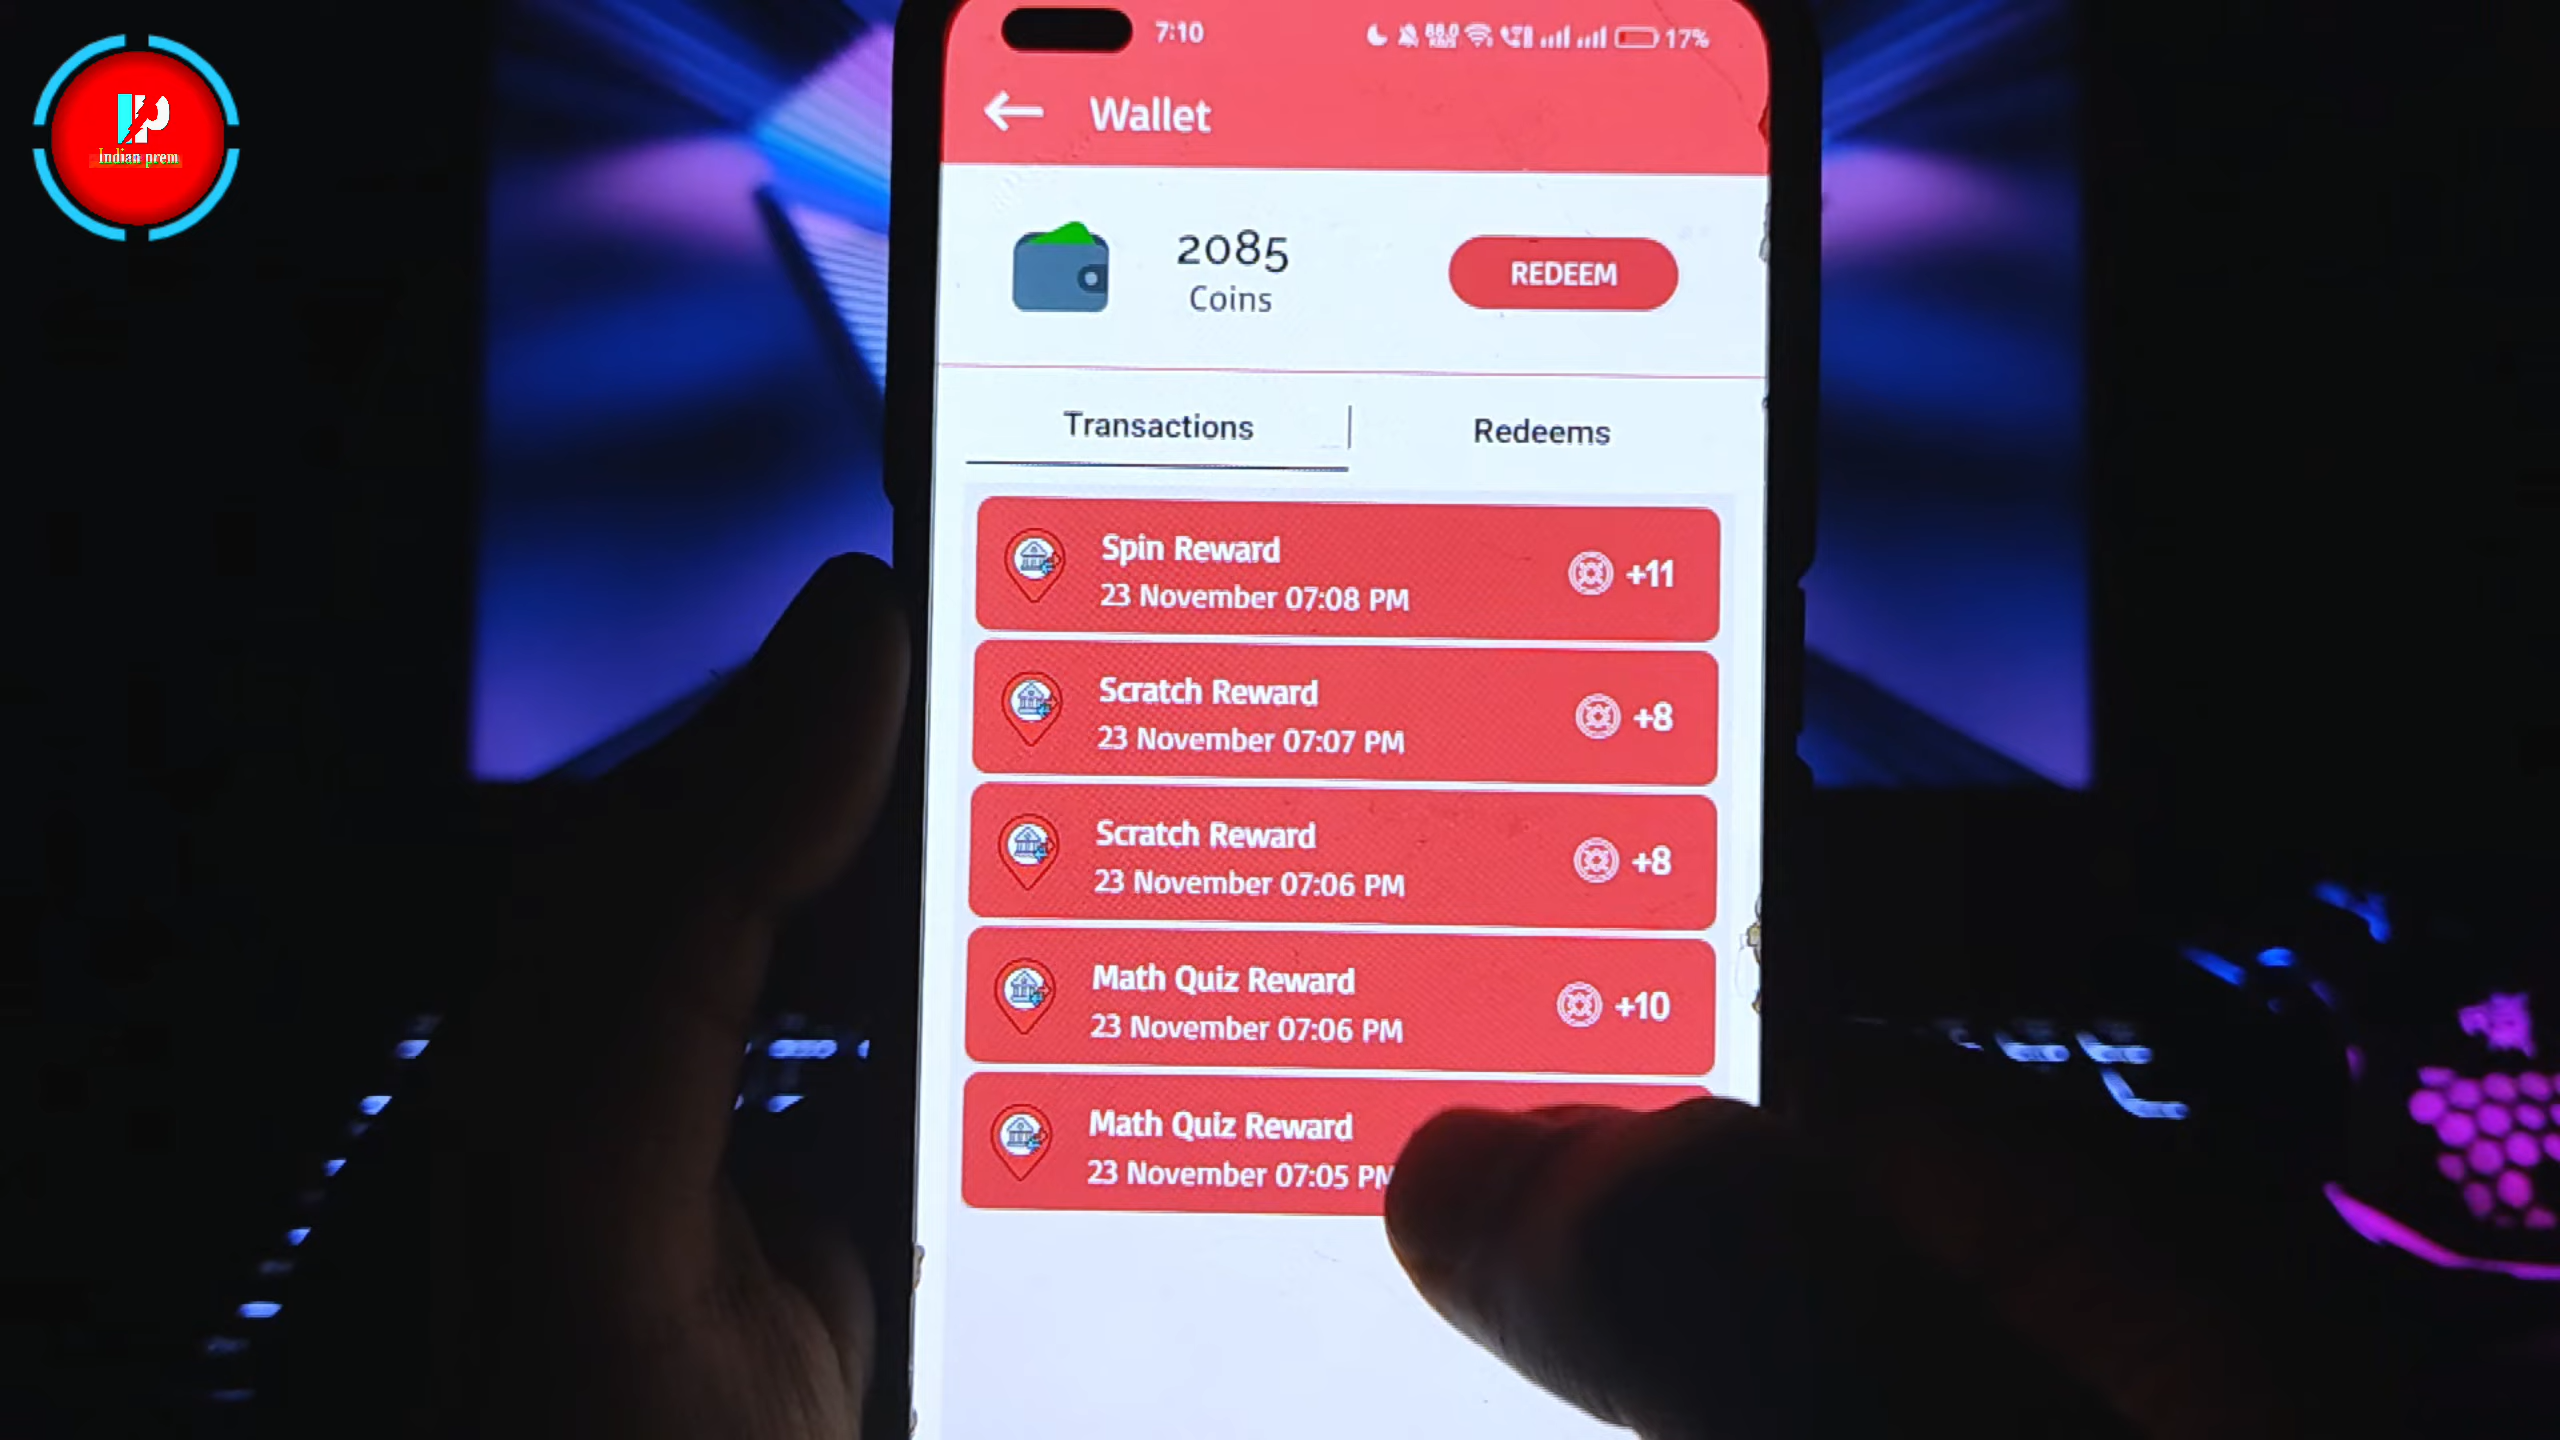 Indian prem
7:10
17%
Wallet
2085
Coins
REDEEM
Transactions
Redeems
Spin Reward
23 November 07:08 PM
+11
Scratch Reward
23 November 07:07 PM
+8
Scratch Reward
23 November 07:06 PM
+8
Math Quiz Reward
23 November 07:06 PM
+10
Math Quiz Reward
23 November 07:05